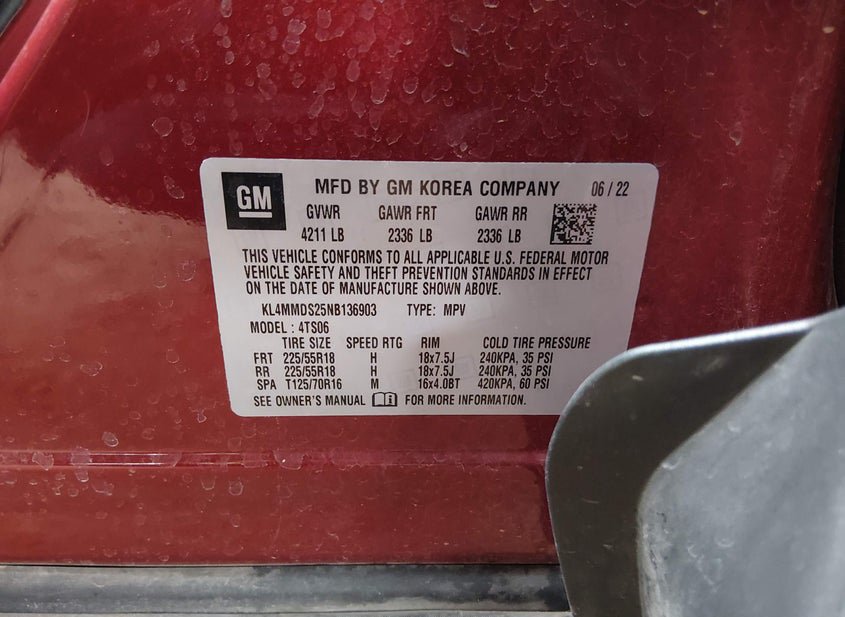 GM MFD BY GM KOREA COMPANY 06 / 22
GVWR GAWR FRT GAWR RR
4211 LB 2336 LB 2336 LB
THIS VEHICLE CONFORMS TO ALL APPLICABLE U.S. FEDERAL MOTOR
VEHICLE SAFETY AND THEFT PREVENTION STANDARDS IN EFFECT
ON THE DATE OF MANUFACTURE SHOWN ABOVE.
KL4MMDS25NB136903 TYPE: MPV
MODEL : 4TS06
TIRE SIZE SPEED RTG RIM COLD TIRE PRESSURE
FRT 225/55R18 H 18x7.5J 240KPA, 35 PSI
RR 225/55R18 H 18x7.5J 240KPA, 35 PSI
SPA T125/70R16 M 16x4.0BT 420KPA, 60 PSI
SEE OWNER'S MANUAL FOR MORE INFORMATION.